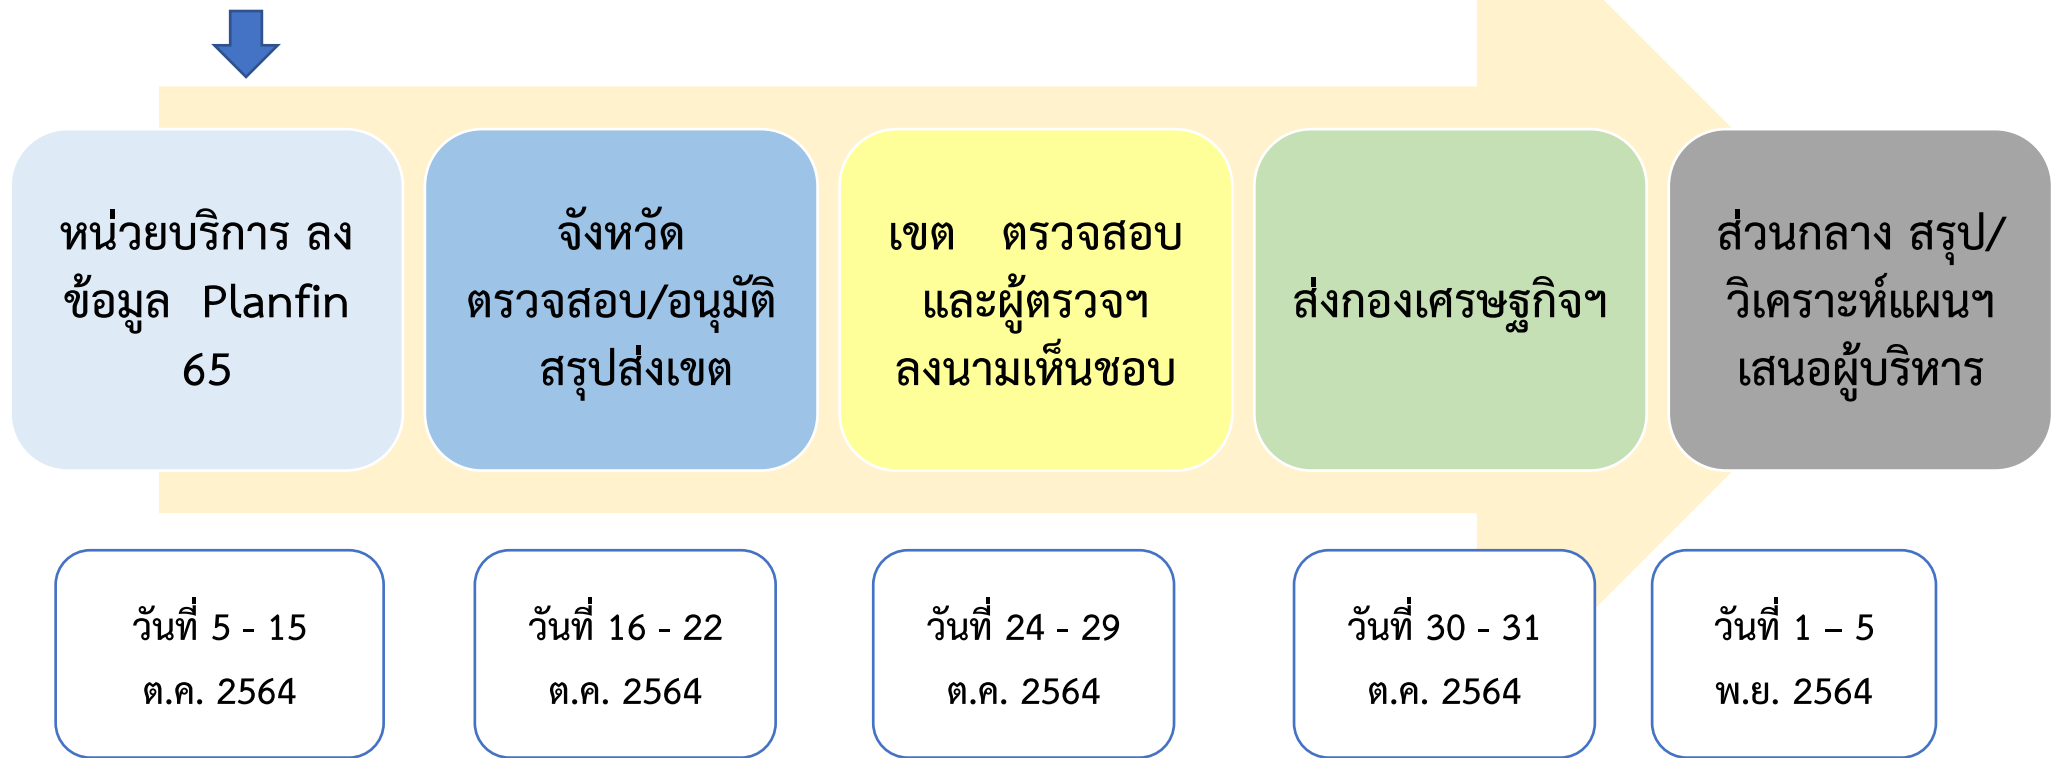 หน่วยบริการ ลง
ข้อมูล Planfin
65
จังหวัด
ตรวจสอบ/อนุมัติ
สรุปส่งเขต
เขต ตรวจสอบ
และผู้ตรวจฯ
ลงนามเห็นชอบ
ส่งกองเศรษฐกิจฯ
ส่วนกลาง สรุป/
วิเคราะห์แผนฯ
เสนอผู้บริหาร
วันที่ 5 - 15
ต.ค. 2564
วันที่ 16 - 22
ต.ค. 2564
วันที่ 24 - 29
ต.ค. 2564
วันที่ 30 - 31
ต.ค. 2564
วันที่ 1 – 5
พ.ย. 2564